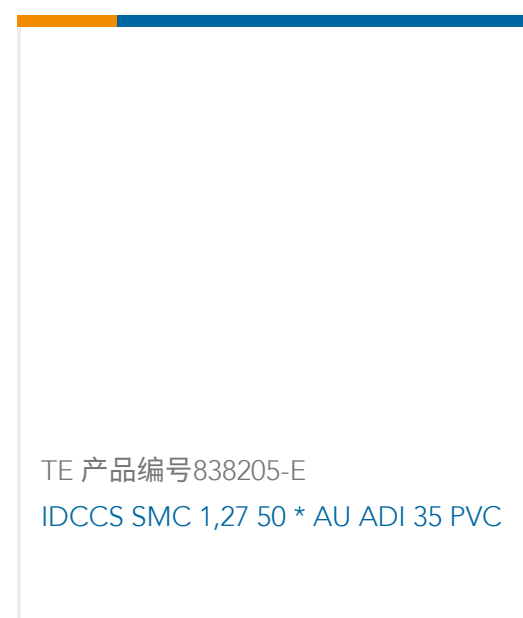 TE 产品编号838205-E
IDCCS SMC 1,27 50 * AU ADI 35 PVC